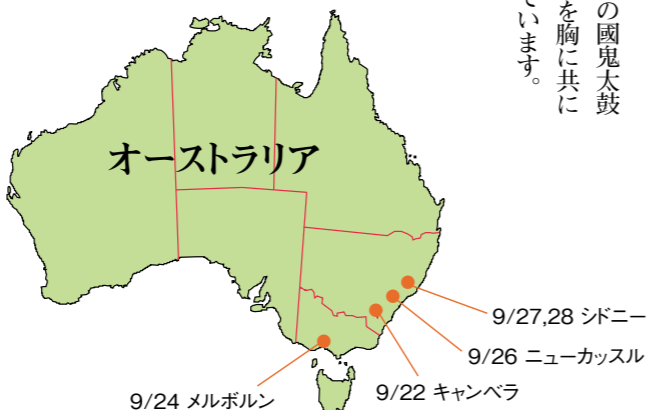 の國鬼太鼓
を胸に共に
ています。
オーストラリア
9/27,28 シドニー
9/26 ニューカッスル
9/22 キャンベラ
9/24 メルボルン